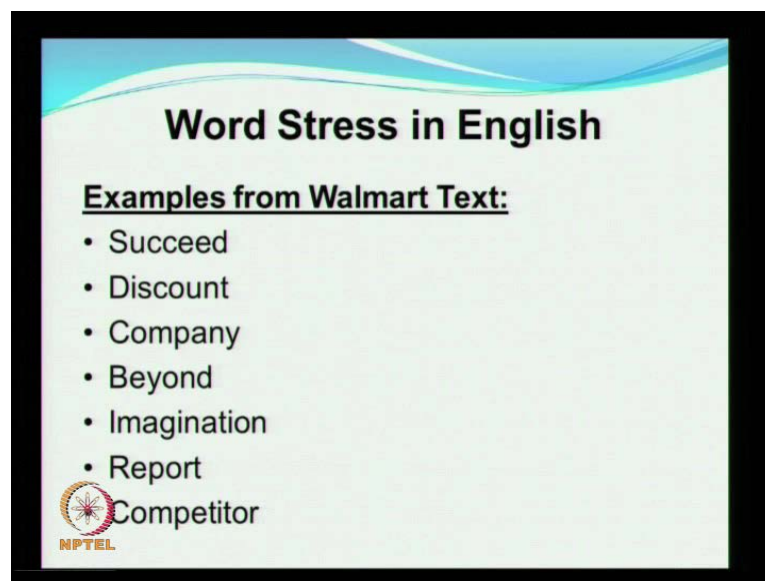 Word Stress in English
Examples from Walmart Text:
• Succeed
• Discount
• Company
• Beyond
• Imagination
• Report
Competitor
NPTEL